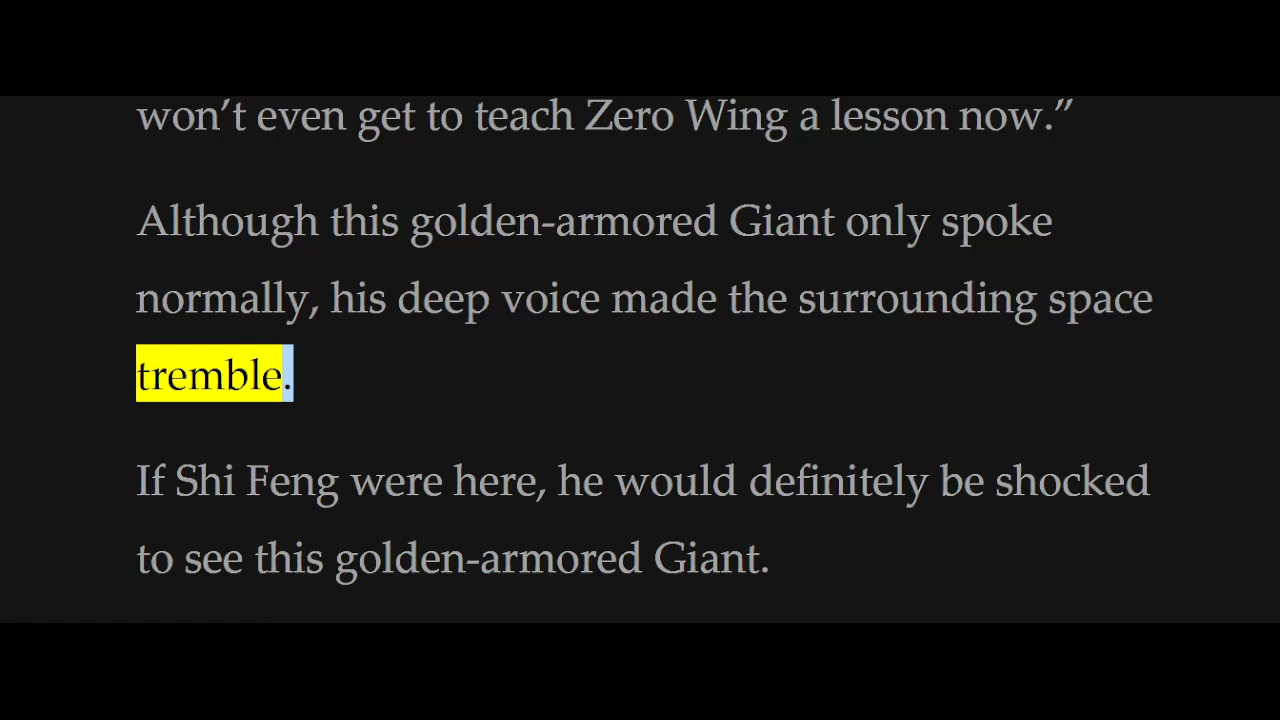 won’t even get to teach Zero Wing a lesson now.”
Although this golden-armored Giant only spoke
normally, his deep voice made the surrounding space
tremble.
If Shi Feng were here, he would definitely be shocked
to see this golden-armored Giant.